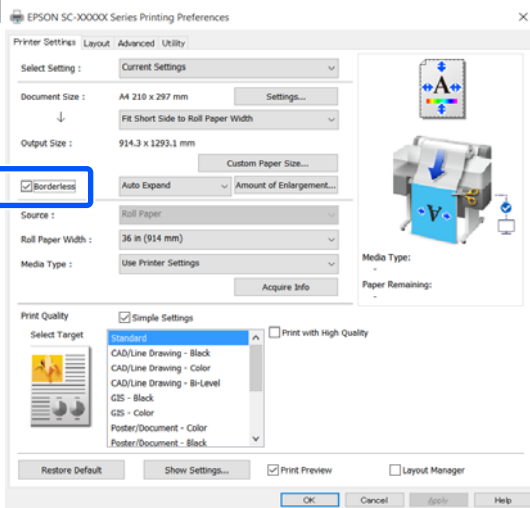 EPSON SC-XXXXX Series Printing Preferences
Printer Settings Layout Advanced Utility
Select Setting : Current Settings
Document Size : A4 210 x 297 mm Settings...
Fit Short Side to Roll Paper Width
Output Size : 914.3 x 1293.1 mm
Custom Paper Size...
Borderless Auto Expand Amount of Enlargement...
Source : Roll Paper
Roll Paper Width : 36 in (914 mm)
Media Type : Use Printer Settings
Acquire Info
A
A
Media Type:
-
Paper Remaining:
-
Print Quality Simple Settings
Select Target
Standard
CAD/Line Drawing - Black
CAD/Line Drawing - Color
CAD/Line Drawing - Bi-Level
GIS - Black
GIS - Color
Poster/Document - Color
Poster/Document - Black
Print with High Quality
Restore Default Show Settings... Print Preview Layout Manager
OK Cancel Apply Help